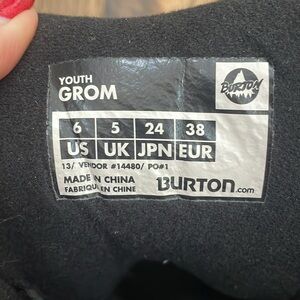 YOUTH
GROM
BURTON
6 5 24 38
US UK JPN EUR
13/ VENDOR #14480/ PO#1
MADE IN CHINA
FABRIQUÉ EN CHINE
BURTON.com